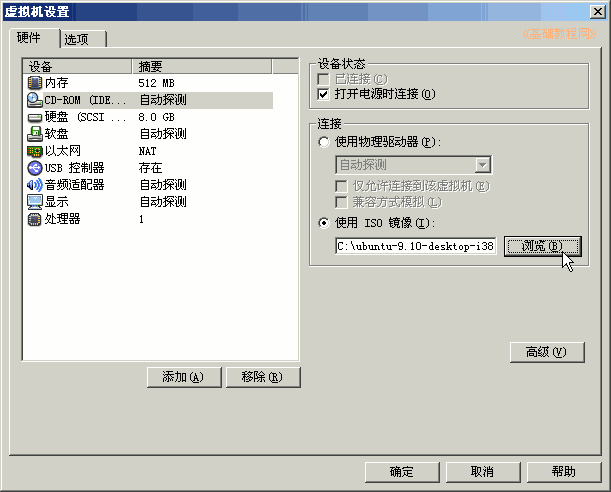 虚拟机设置
硬件 选项
《基础教程网》
设备 摘要
内存 512 MB
CD-ROM (IDE... 自动探测
硬盘 (SCSI ... 8.0 GB
软盘 自动探测
以太网 NAT
USB 控制器 存在
音频适配器 自动探测
显示 自动探测
处理器 1
添加(A) 移除(R)
设备状态
已连接(C)
打开电源时连接(O)
连接
使用物理驱动器(P):
自动探测
仅允许连接到该虚拟机(E)
兼容方式模拟(L)
使用 ISO 镜像(I):
C:\ubuntu-9.10-desktop-i38 浏览(B)
高级(V)
确定 取消 帮助